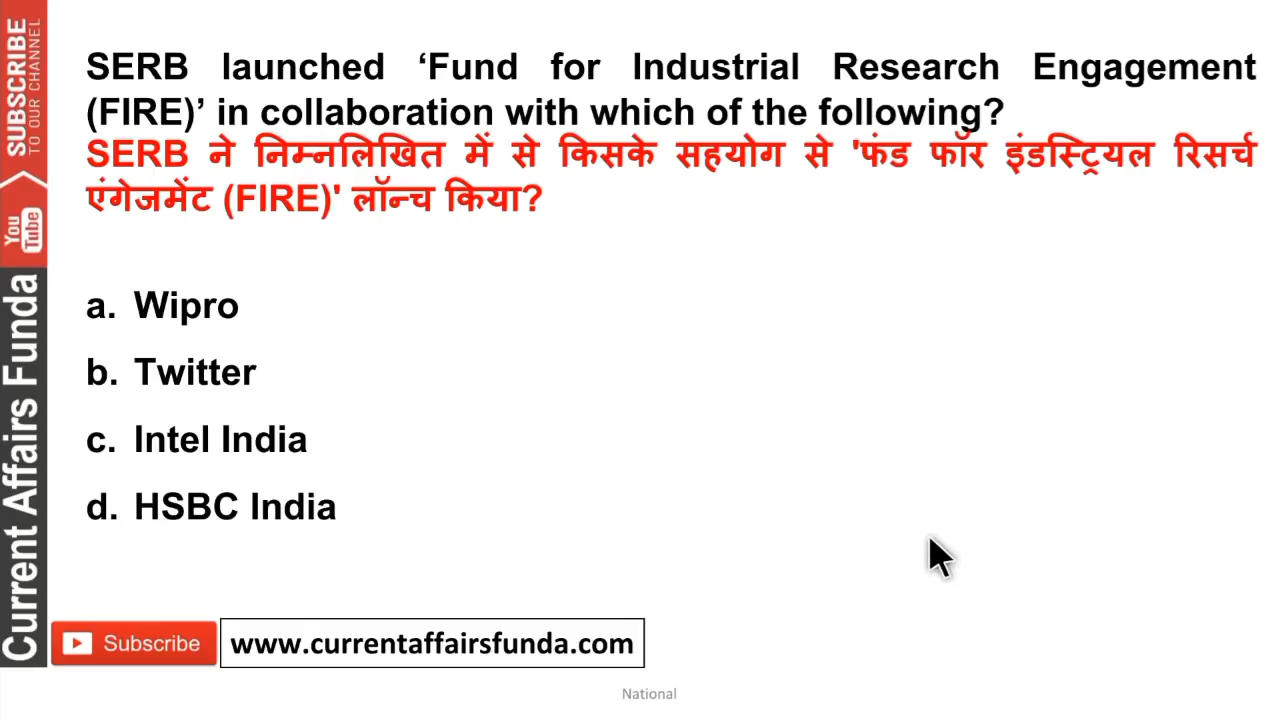 SERB launched ‘Fund for Industrial Research Engagement
(FIRE)’ in collaboration with which of the following?
SERB ने निम्नलिखित में से किसके सहयोग से 'फंड फॉर इंडस्ट्रियल रिसर्च
एंगेजमेंट (FIRE)' लॉन्च किया?
a. Wipro
b. Twitter
c. Intel India
d. HSBC India
SUBSCRIBE
TO OUR CHANNEL
You
Tube
Current Affairs Funda
Subscribe
www.currentaffairsfunda.com
National